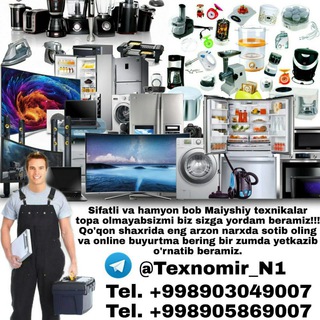 Sifatli va hamyon bob Maiyshiy texnikalar
topa olmayabsizmi biz sizga yordam beramiz!!!
Qo'qon shaxrida eng arzon narxda sotib oling
va online buyurtma bering bir zumda yetkazib
o'rnatib beramiz.
@Texnomir_N1
Tel. +998903049007
Tel. +998905869007